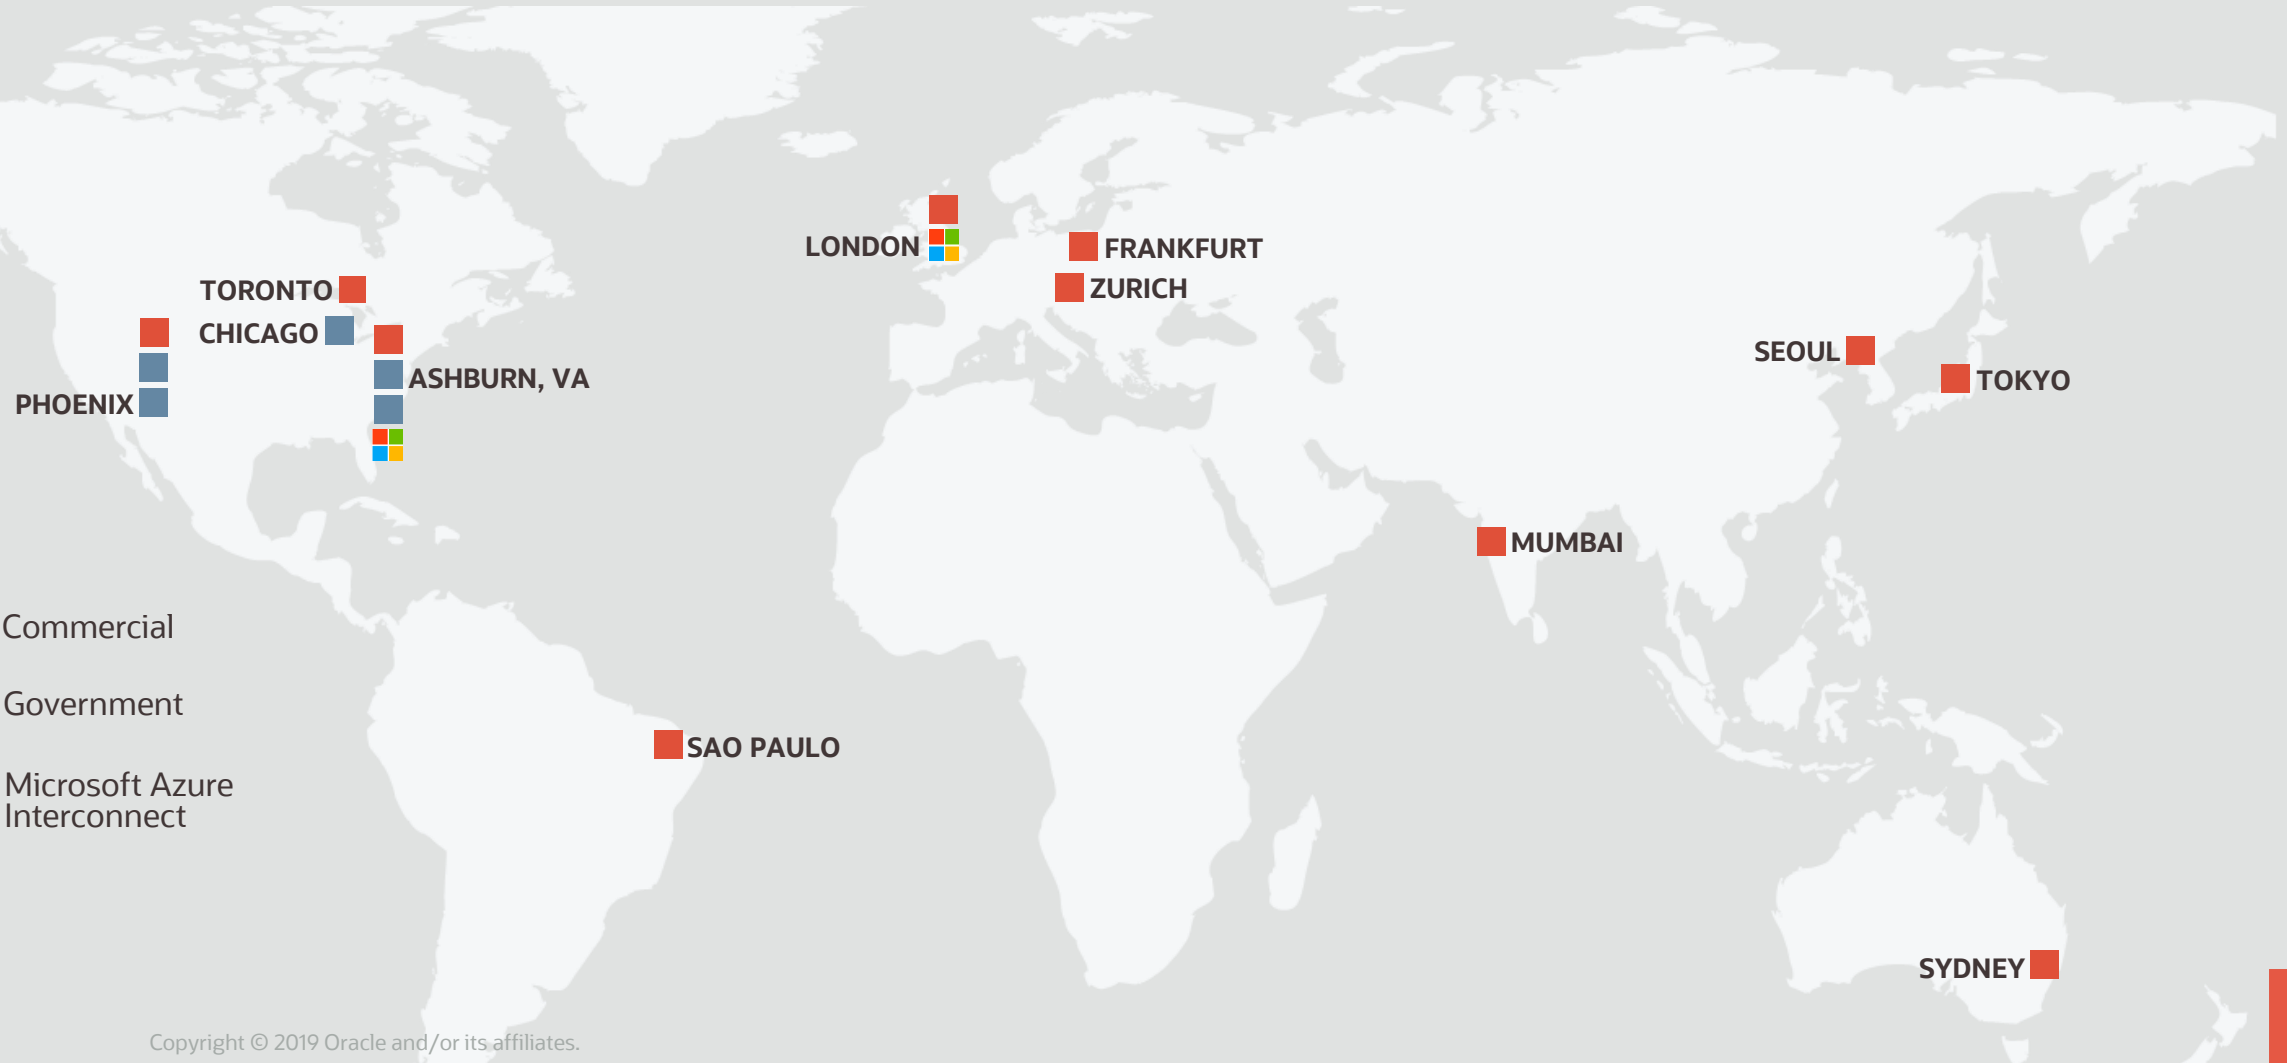 LONDON
FRANKFURT
ZURICH
TORONTO
CHICAGO
ASHBURN, VA
PHOENIX
SEOUL
TOKYO
MUMBAI
Commercial
Government
SAO PAULO
Microsoft Azure
Interconnect
SYDNEY
Copyright © 2019 Oracle and/or its affiliates.